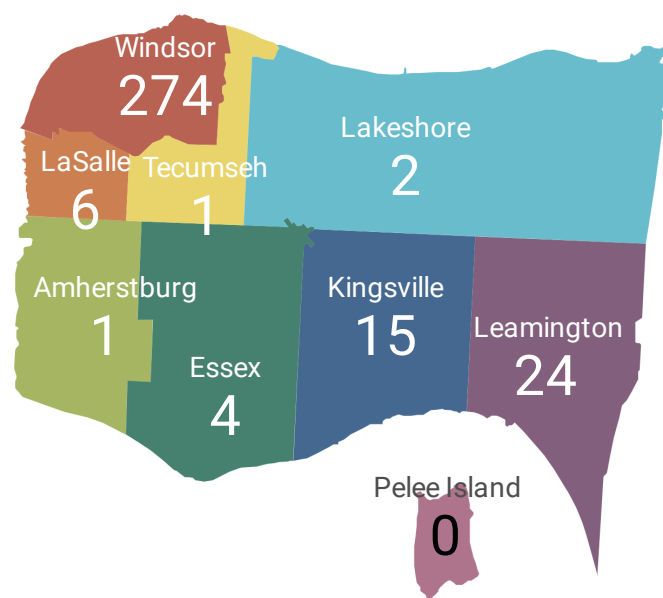 Windsor
274
Lakeshore
2
LaSalle
6
Tecumseh
1
Amherstburg
1
Kingsville
15
Leamington
24
Essex
4
Pelee Island
0